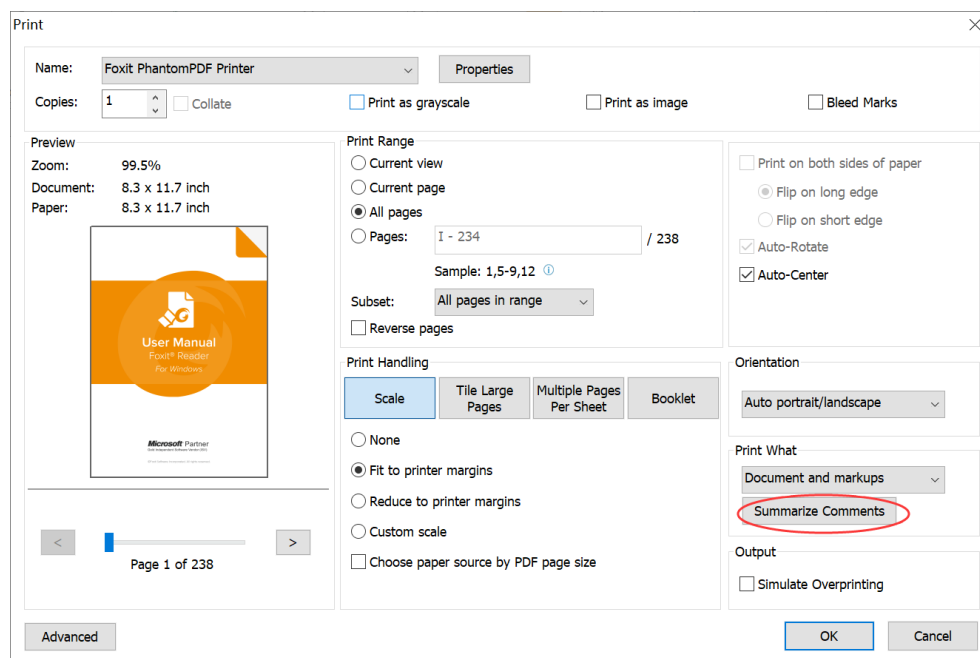 Print
Name: Foxit PhantomPDF Printer Properties
Copies: 1 Collate Print as grayscale Print as image Bleed Marks
Preview
Zoom: 99.5%
Document: 8.3 x 11.7 inch
Paper: 8.3 x 11.7 inch
User Manual
Foxit® Reader
For Windows
Microsoft Partner
< >
Page 1 of 238
Print Range
Current view
Current page
All pages
Pages: I - 234 / 238
Sample: 1,5-9,12
Subset: All pages in range
Reverse pages
Print Handling
Scale
Tile Large
Pages
Multiple Pages
Per Sheet
Booklet
None
Fit to printer margins
Reduce to printer margins
Custom scale
Choose paper source by PDF page size
Print on both sides of paper
Flip on long edge
Flip on short edge
Auto-Rotate
Auto-Center
Orientation
Auto portrait/landscape
Print What
Document and markups
Summarize Comments
Output
Simulate Overprinting
Advanced OK Cancel